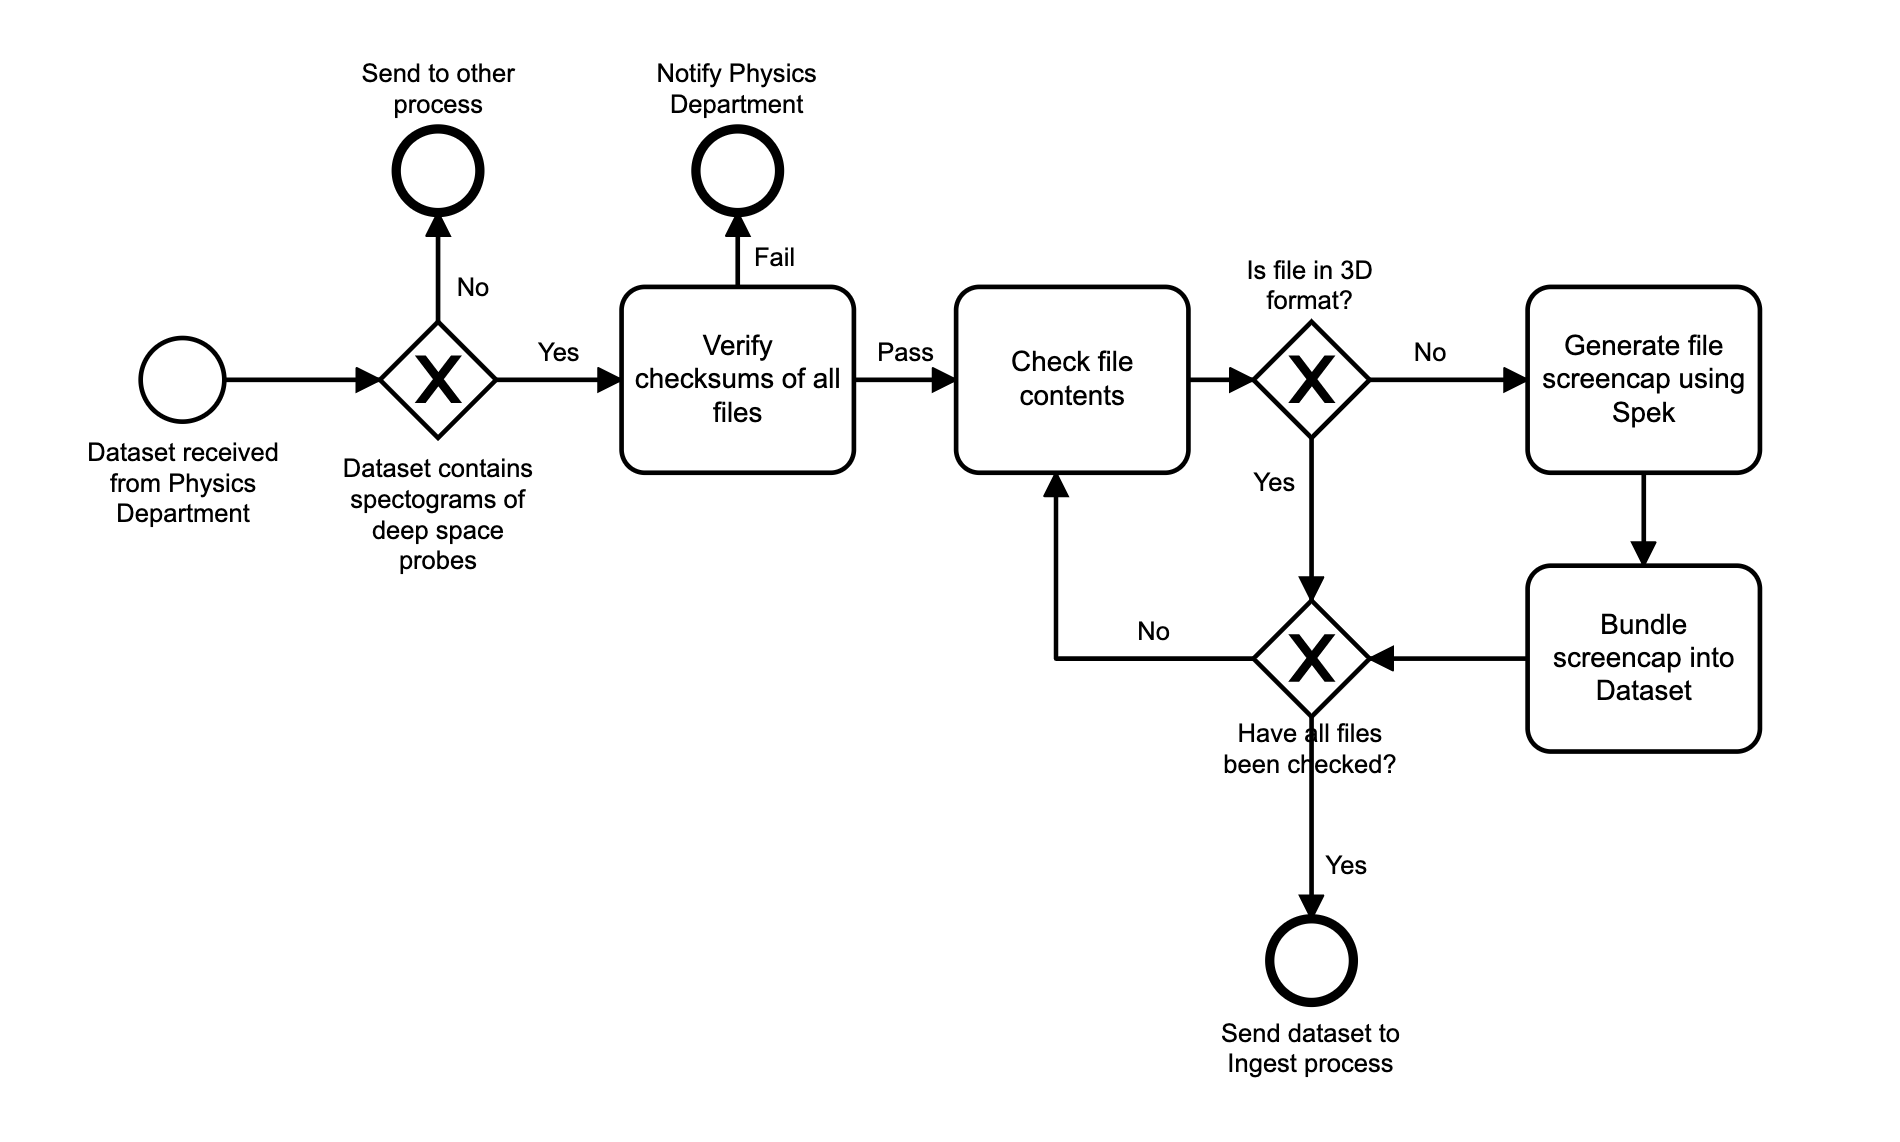 Send to other
process
Notify Physics
Department
No
Fail
Dataset received
from Physics
Department
X
Dataset contains
spectograms of
deep space
probes
Yes
Verify
checksums of all
files
Pass
Check file
contents
Is file in 3D
format?
X
No
Generate file
screencap using
Spek
Yes
Bundle
screencap into
Dataset
No
X
Have all files
been checked?
Yes
Send dataset to
Ingest process